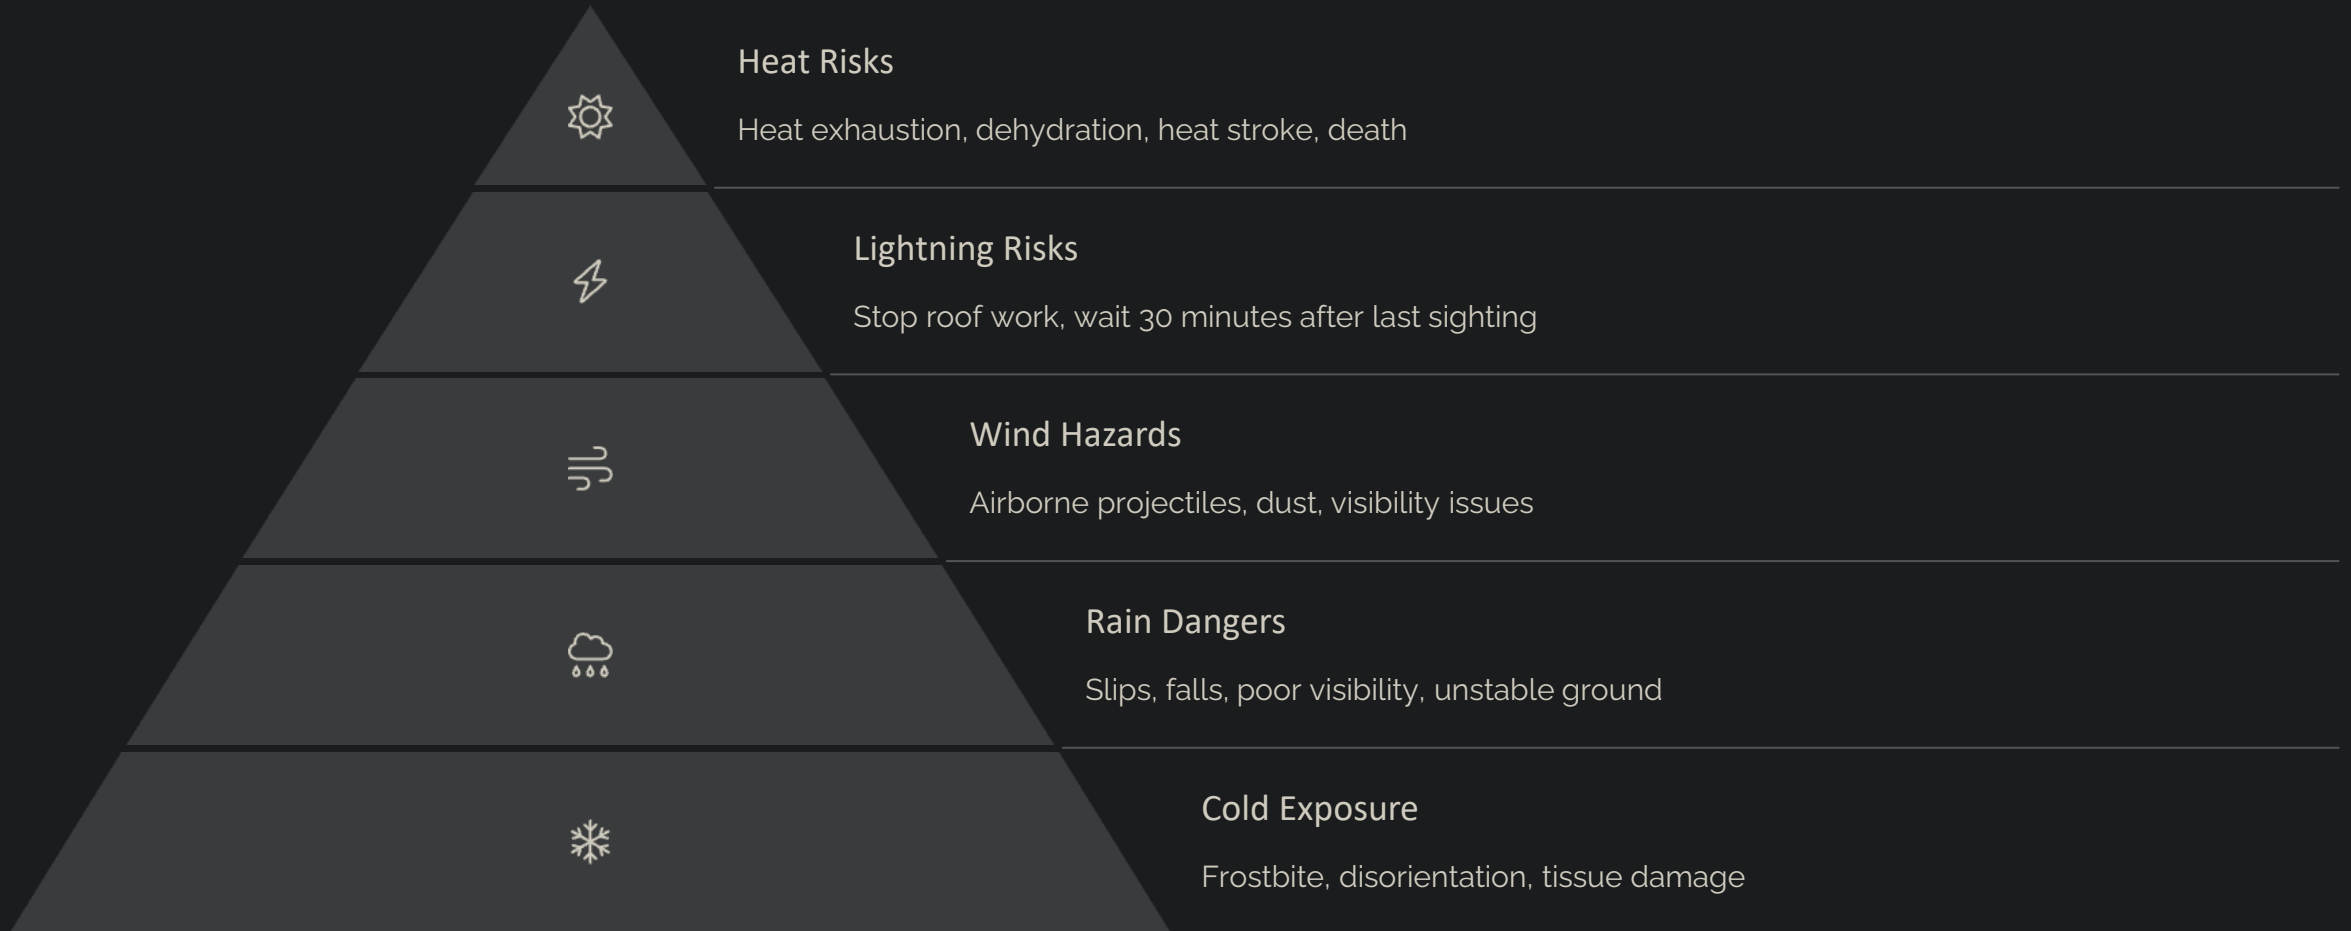 Heat Risks
Heat exhaustion, dehydration, heat stroke, death
Lightning Risks
Stop roof work, wait 30 minutes after last sighting
Wind Hazards
Airborne projectiles, dust, visibility issues
Rain Dangers
Slips, falls, poor visibility, unstable ground
Cold Exposure
Frostbite, disorientation, tissue damage